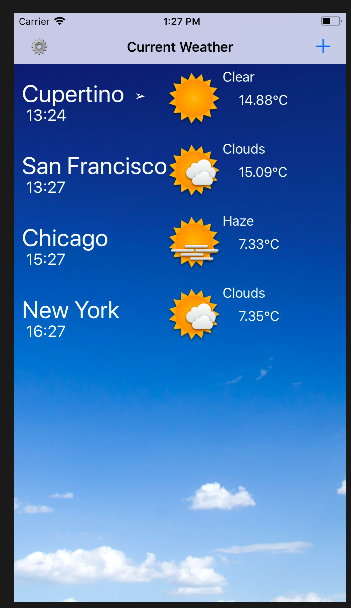 Carrier 1:27 PM
Current Weather +
Cupertino ➢ Clear
13:24 14.88°C
San Francisco Clouds
13:27 15.09°C
Chicago Haze
15:27 7.33°C
New York Clouds
16:27 7.35°C